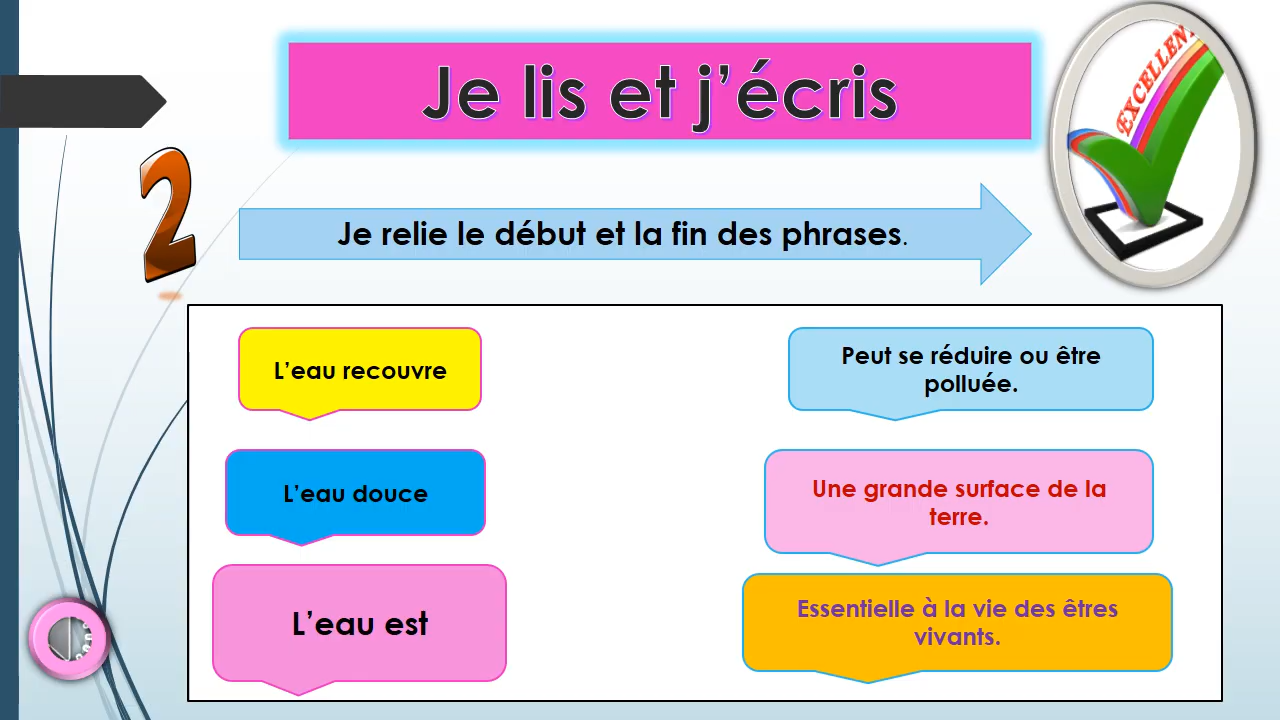 Je lis et j’écris
EXCELLENT
2
Je relie le début et la fin des phrases.
L’eau recouvre
Peut se réduire ou être
polluée.
L’eau douce
Une grande surface de la
terre.
L’eau est
Essentielle à la vie des êtres
vivants.